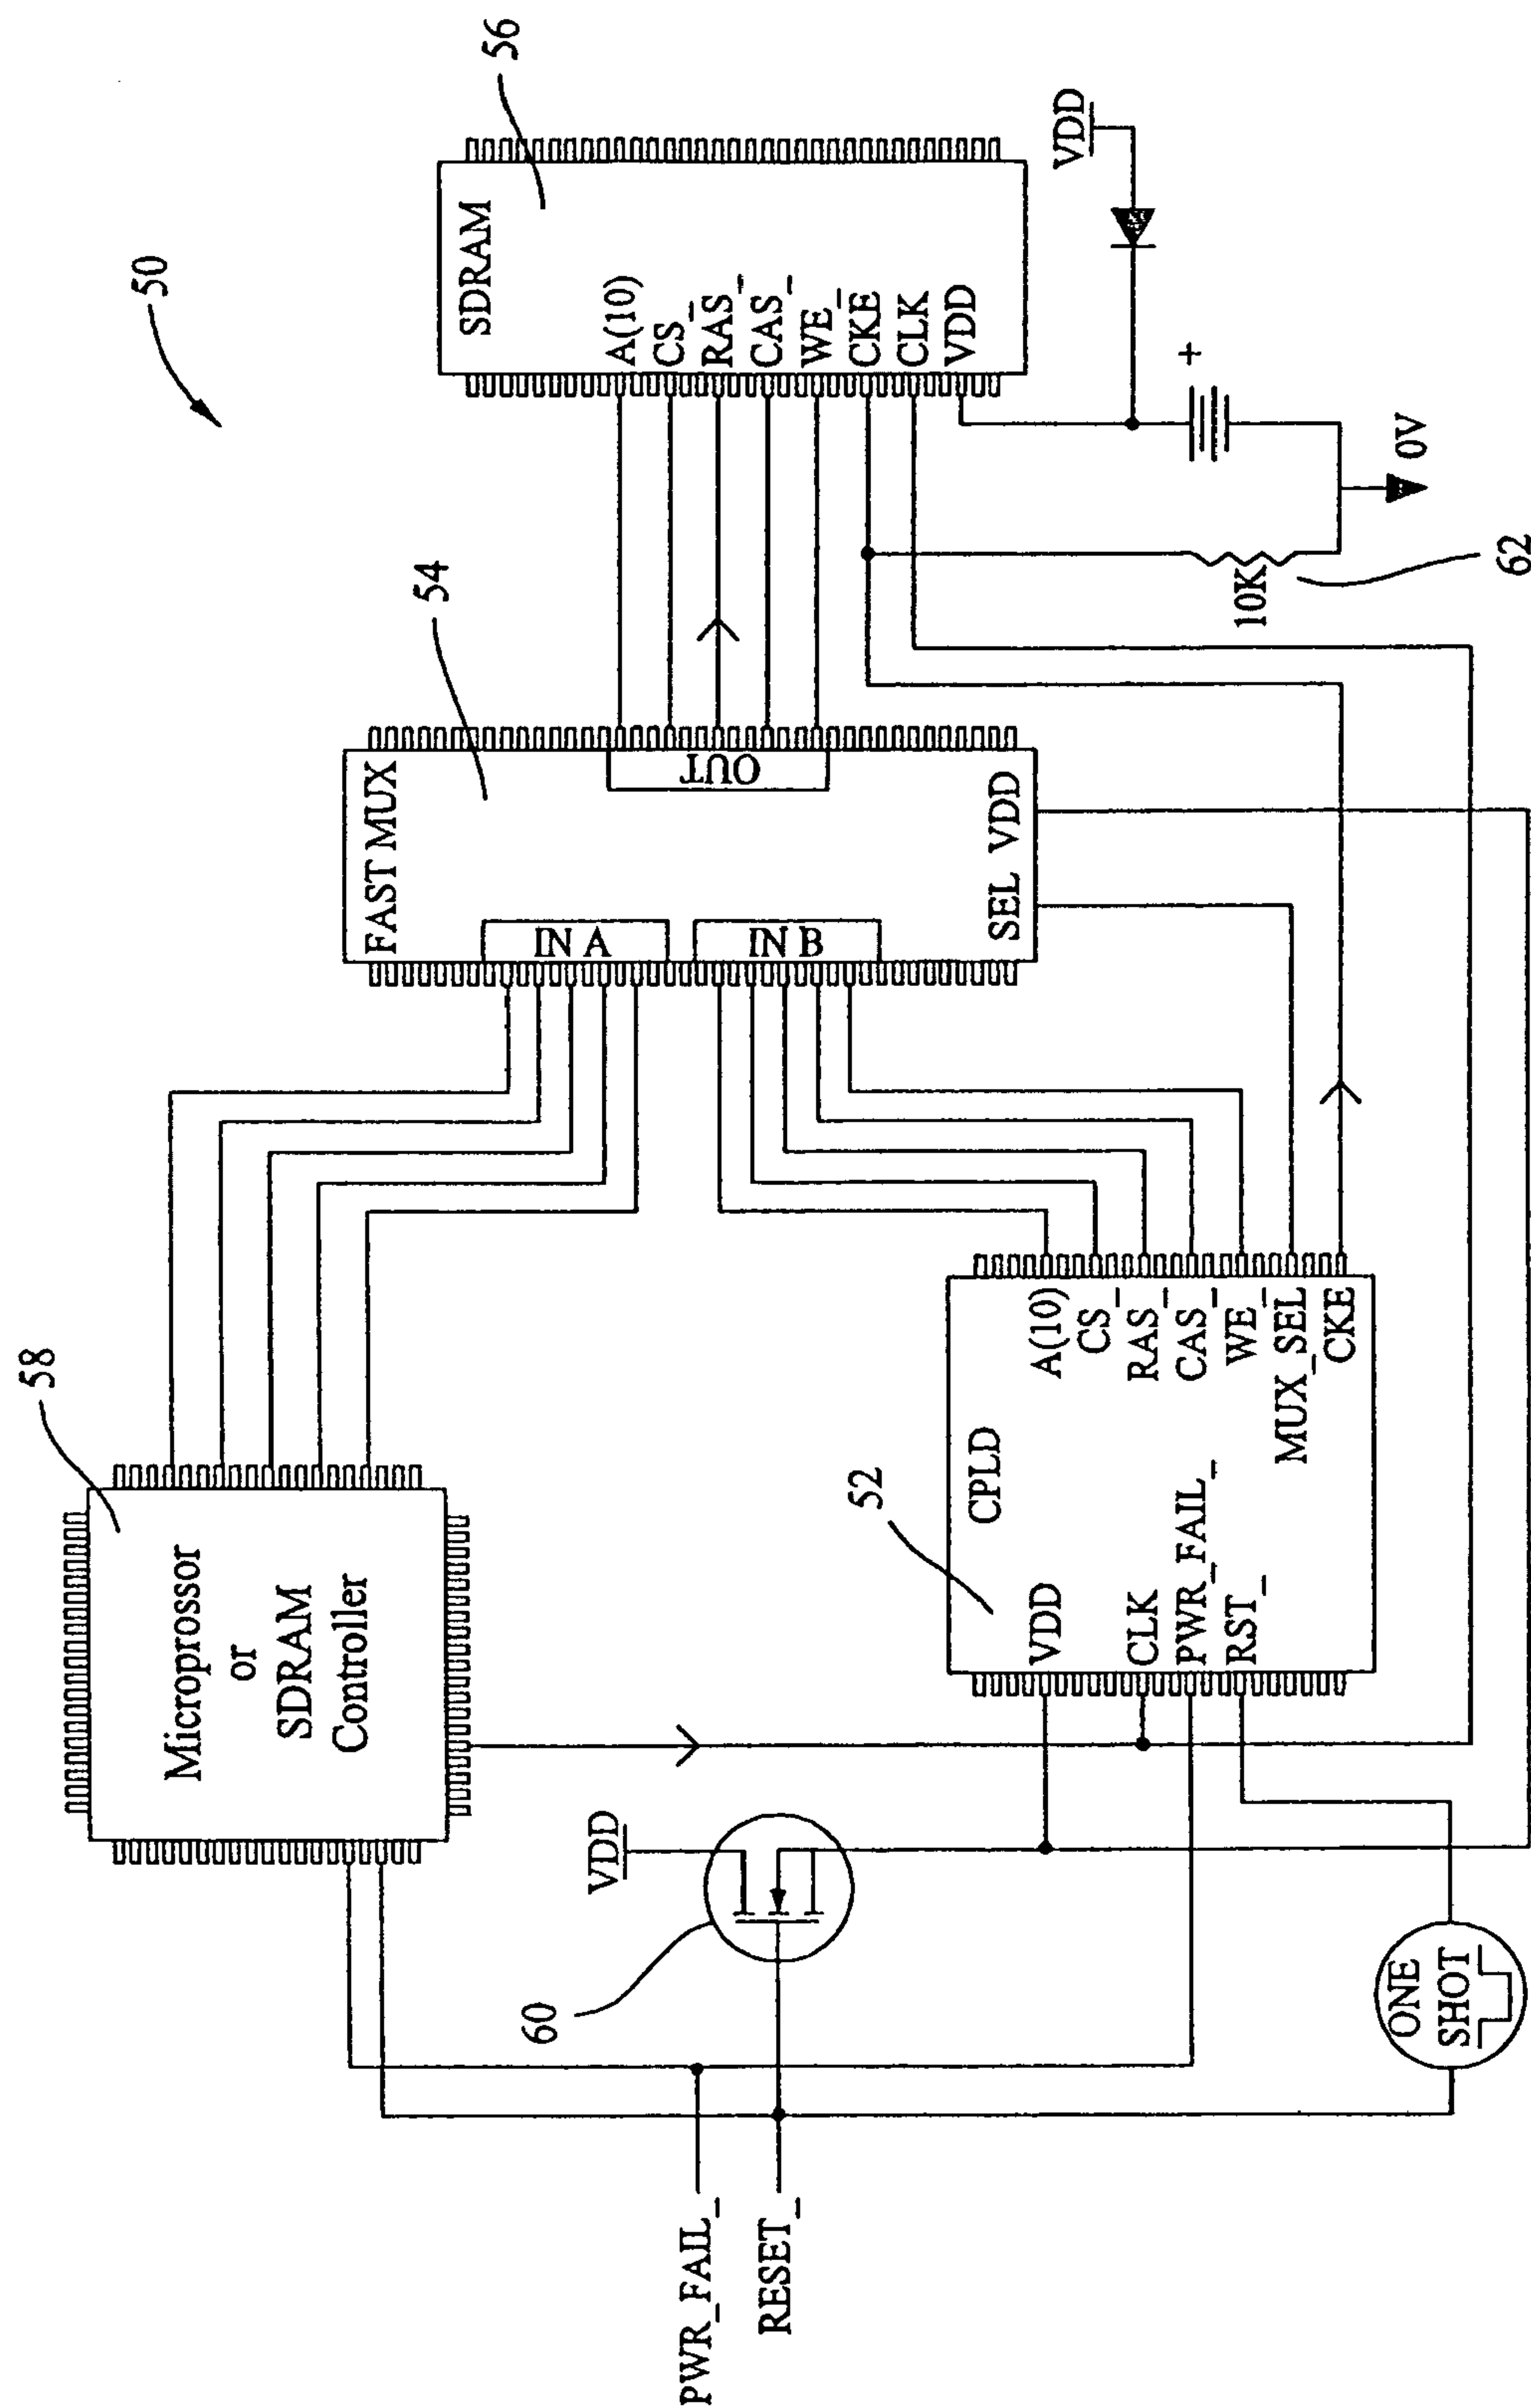 50
58
Microprossor
or
SDRAM
Controller
54
FAST MUX
IN A
IN B
OUT
SEL VDD
56
SDRAM
A(10)
CS_
RAS_
CAS_
WE_
CKE
CLK
VDD
VDD
+
0V
10K
62
60
VDD
52
CPLD
VDD
CLK
PWR_FAIL_
RST_
A(10)
CS_
RAS_
CAS_
WE_
MUX_SEL
CKE
PWR_FAIL_
RESET_
ONE
SHOT